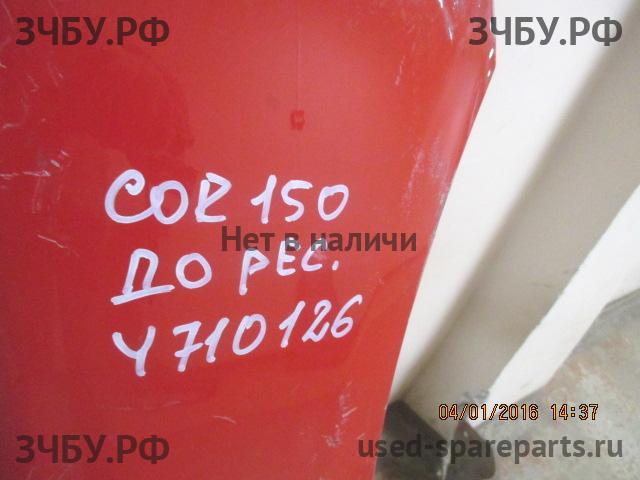 ЗЧБУ.РФ ЗЧБУ.РФ
COR 150
Нет в наличи
ДО РЕС.
У710126
04/01/2016 14:37
ЗЧБУ.РФ used-spareparts.ru